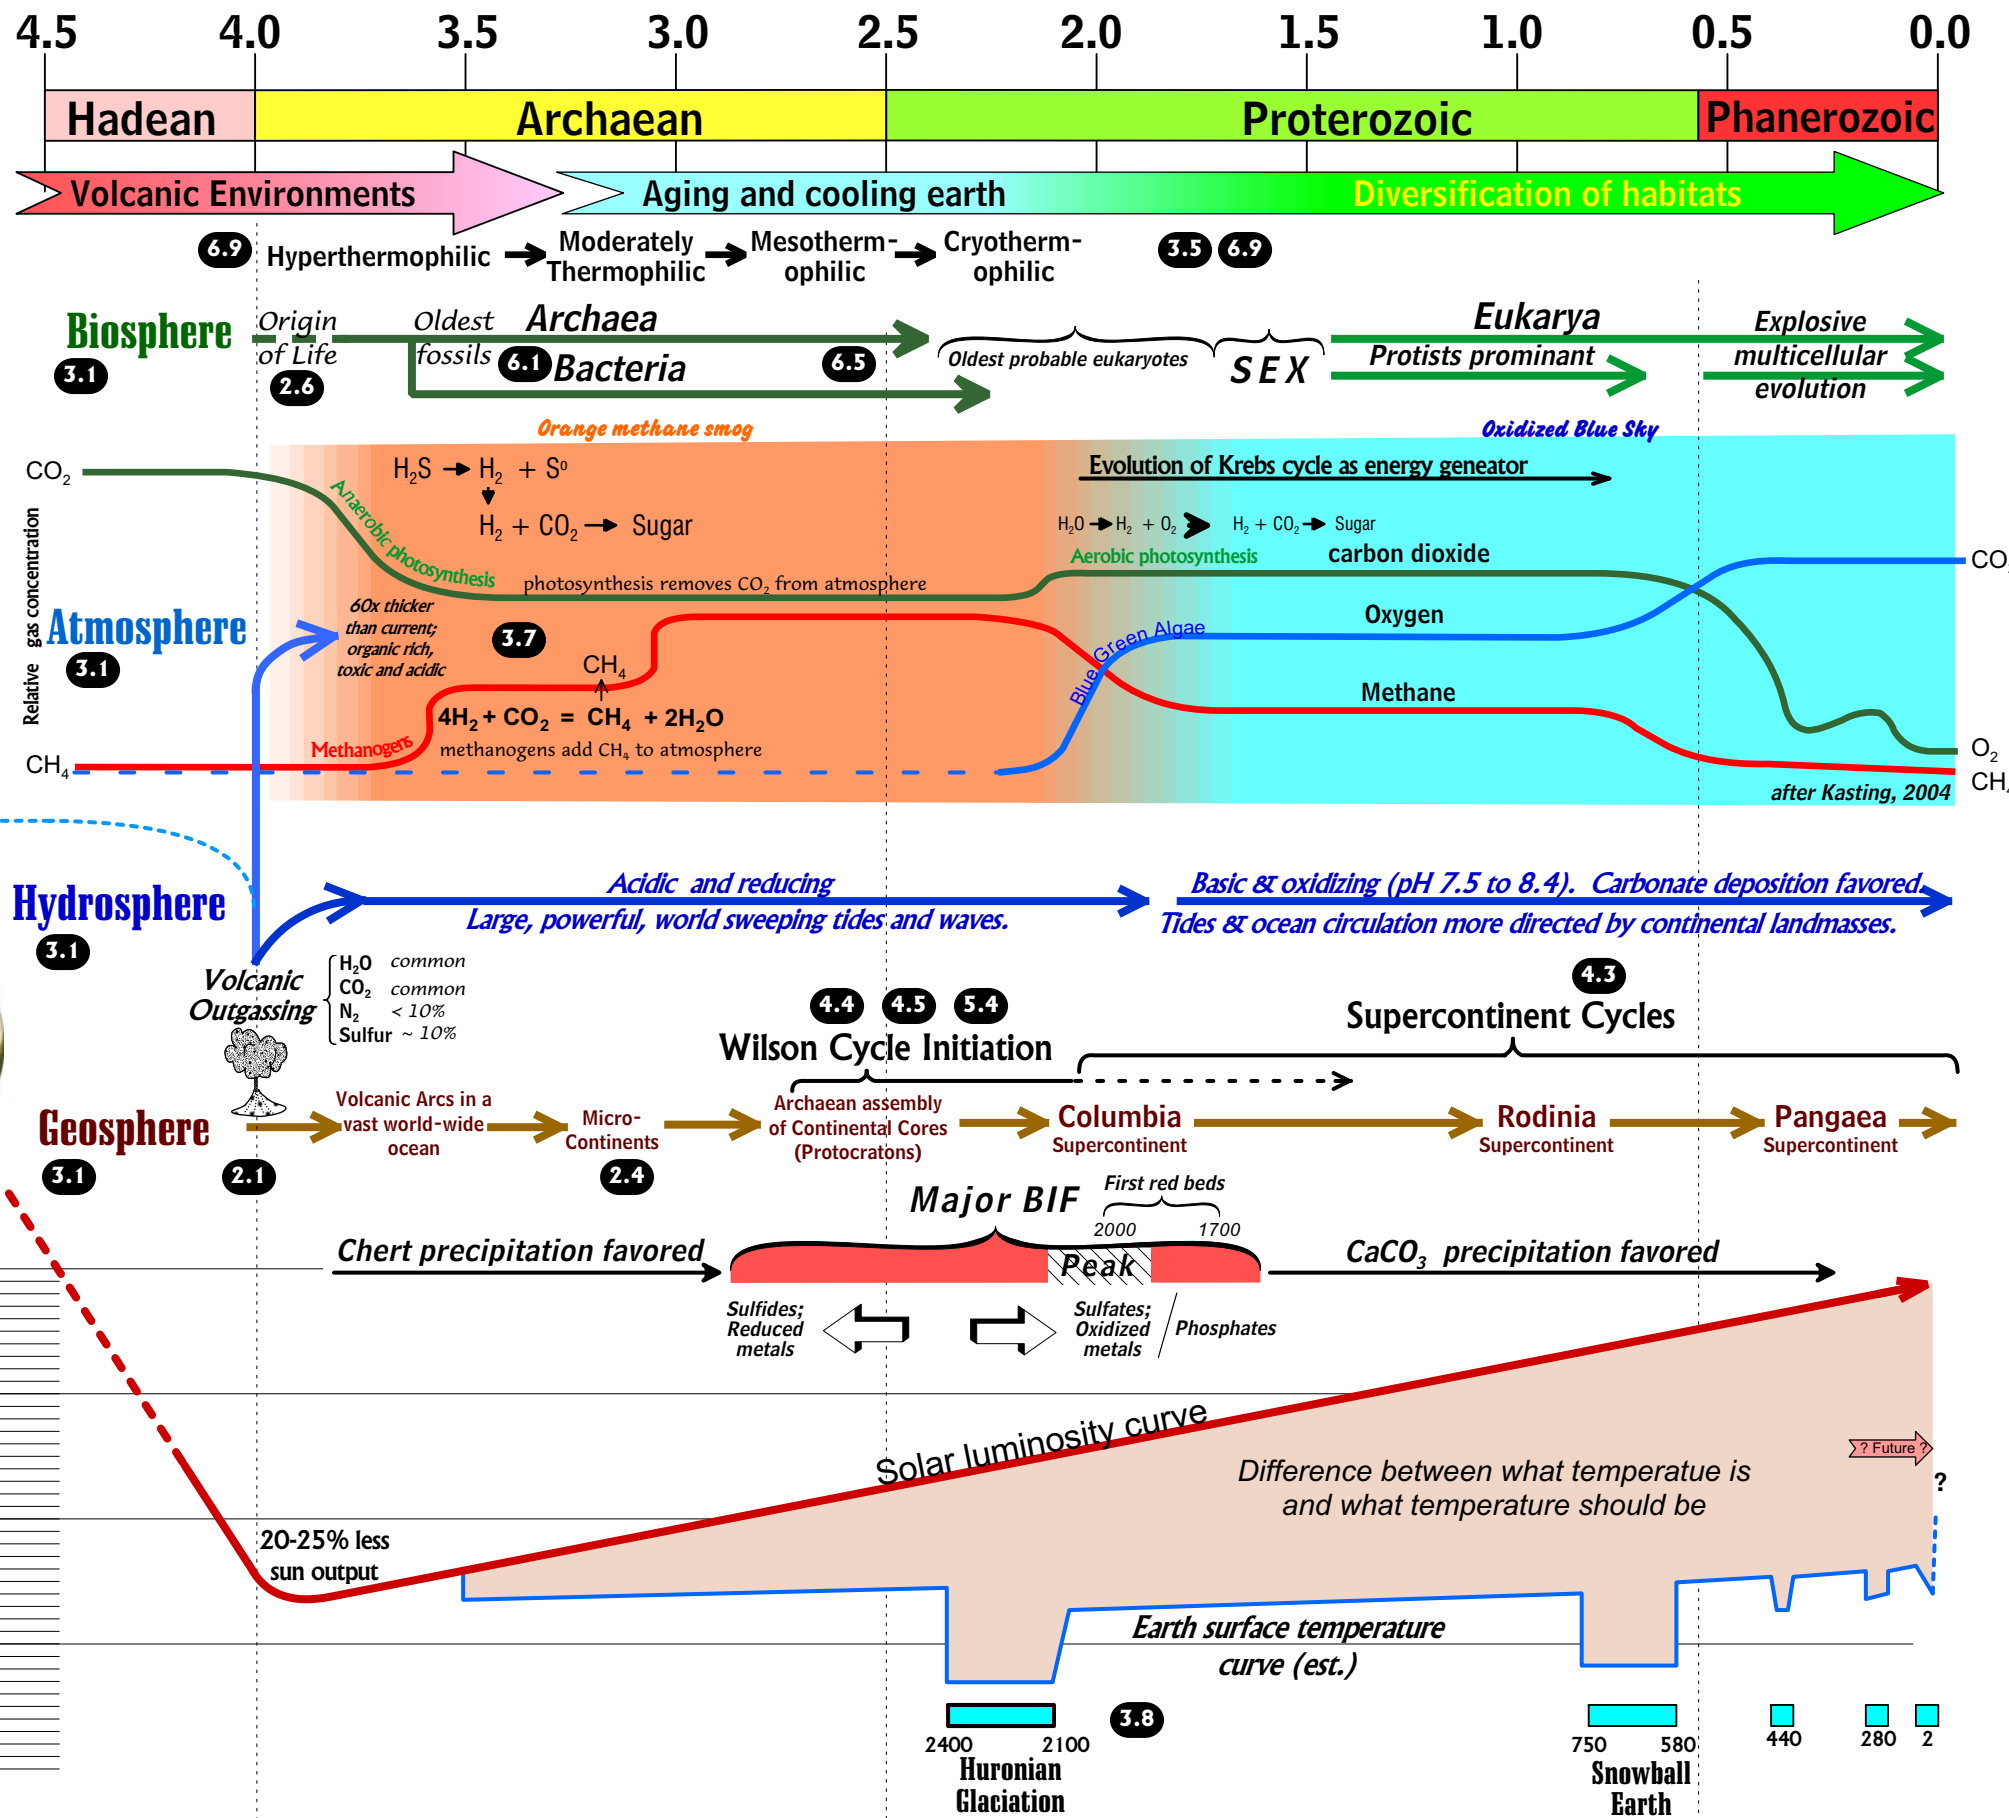 4.5 4.0 3.5 3.0 2.5 2.0 1.5 1.0 0.5 0.0
Hadean Archaean Proterozoic Phanerozoic
Volcanic Environments Aging and cooling earth Diversification of habitats
6.9 Hyperthermophilic Moderately Thermophilic Mesotherm-ophilic Cryotherm-ophilic 3.5 6.9
Biosphere
3.1
Origin
of Life
2.6
Oldest
fossils
Archaea
6.1 Bacteria 6.5
Oldest probable eukaryotes
SEX
Eukarya
Protists prominant
Explosive
multicellular
evolution
Orange methane smog
Oxidized Blue Sky
CO2
Relative gas concentration
Atmosphere
3.1
CH4
H2S H2 + So
H2 + CO2 Sugar
Anaerobic photosynthesis
photosynthesis removes CO2 from atmosphere
60x thicker
than current;
organic rich,
toxic and acidic
3.7
CH4
4H2 + CO2 = CH4 + 2H2O
Methanogens
methanogens add CH4 to atmosphere
Evolution of Krebs cycle as energy geneator
H2O H2 + O2 H2 + CO2 Sugar
Aerobic photosynthesis
carbon dioxide
Blue Green Algae
Oxygen
Methane
CO
O2
CH
after Kasting, 2004
Hydrosphere
3.1
Acidic and reducing
Large, powerful, world sweeping tides and waves.
Basic & oxidizing (pH 7.5 to 8.4). Carbonate deposition favored.
Tides & ocean circulation more directed by continental landmasses.
Volcanic
Outgassing
H2O common
CO2 common
N2 < 10%
Sulfur ~ 10%
4.4 4.5 5.4
Wilson Cycle Initiation
4.3
Supercontinent Cycles
Geosphere
3.1
2.1
Volcanic Arcs in a
vast world-wide
ocean
Micro-
Continents
2.4
Archaean assembly
of Continental Cores
(Protocratons)
Columbia
Supercontinent
Rodinia
Supercontinent
Pangaea
Supercontinent
Major BIF
First red beds
2000 1700
Chert precipitation favored
Peak
CaCO3 precipitation favored
Sulfides;
Reduced
metals
Sulfates;
Oxidized
metals
Phosphates
Solar luminosity curve
Difference between what temperatue is
and what temperature should be
? Future ?
?
20-25% less
sun output
Earth surface temperature
curve (est.)
3.8
2400 2100
Huronian
Glaciation
750 580
Snowball
Earth
440 280 2